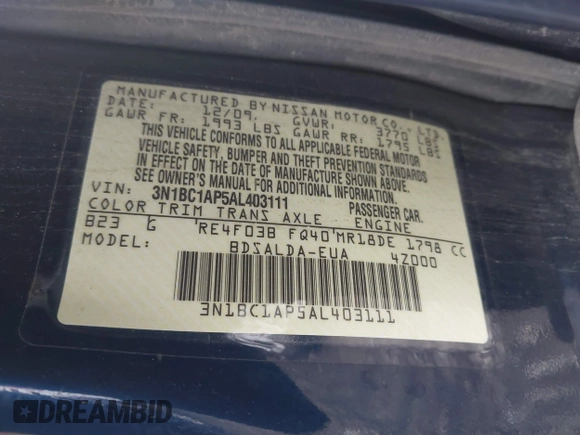 MANUFACTURED BY NISSAN MOTOR CO., LTD.
DATE: 12/09, GVWR: 3770 LBS
GAWR FR: 1993 LBS GAWR RR: 1795 LBS
THIS VEHICLE CONFORMS TO ALL APPLICABLE FEDERAL MOTOR
VEHICLE SAFETY, BUMPER AND THEFT PREVENTION STANDARDS
IN EFFECT ON THE DATE OF MANUFACTURE SHOWN ABOVE.
SEE OWNER'S MANUAL FOR ADDITIONAL INFORMATION.
VIN: 3N1BC1AP5AL403111 PASSENGER CAR.
COLOR TRIM TRANS AXLE ENGINE
B23 G 'RE4F03B FQ40'MR18DE 1798 CC
MODEL: BDSALDA-EUA 4Z000
3N1BC1AP5AL403111
DREAMBID